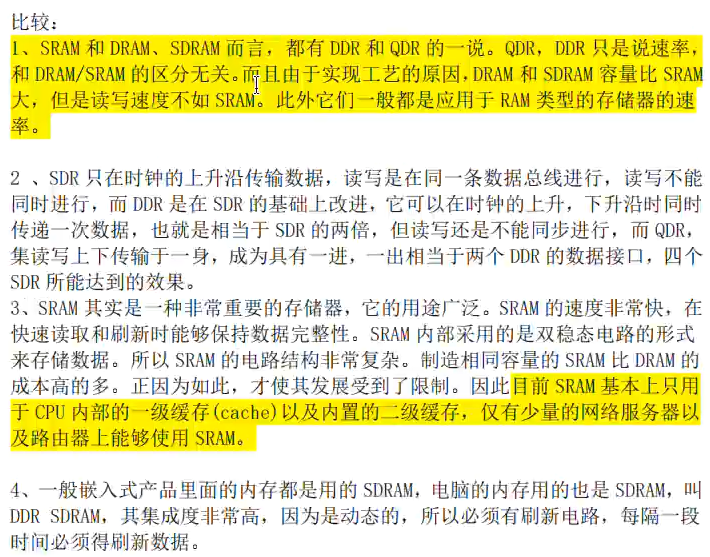 比较:
1、SRAM 和 DRAM、SDRAM 而言，都有 DDR 和 QDR 的一说。QDR，DDR 只是说速率，
和 DRAM/SRAM 的区分无关。而且由于实现工艺的原因，DRAM 和 SDRAM 容量比 SRAM
大，但是读写速度不如 SRAM。此外它们一般都是应用于 RAM 类型的存储器的速
率。
2 、SDR 只在时钟的上升沿传输数据，读写是在同一条数据总线进行，读写不能
同时进行，而 DDR 是在 SDR 的基础上改进，它可以在时钟的上升，下升沿时同时
传递一次数据，也就是相当于 SDR 的两倍，但读写还是不能同步进行，而 QDR，
集读写上下传输于一身，成为具有一进，一出相当于两个 DDR 的数据接口，四个
SDR 所能达到的效果。
3、SRAM 其实是一种非常重要的存储器，它的用途广泛。SRAM 的速度非常快，在
快速读取和刷新时能够保持数据完整性。SRAM 内部采用的是双稳态电路的形式
来存储数据。所以 SRAM 的电路结构非常复杂。制造相同容量的 SRAM 比 DRAM 的
成本高的多。正因为如此，才使其发展受到了限制。因此目前 SRAM 基本上只用
于 CPU 内部的一级缓存(cache)以及内置的二级缓存，仅有少量的网络服务器以
及路由器上能够使用 SRAM。
4、一般嵌入式产品里面的内存都是用的 SDRAM，电脑的内存用的也是 SDRAM，叫
DDR SDRAM，其集成度非常高，因为是动态的，所以必须有刷新电路，每隔一段
时间必须得刷新数据。